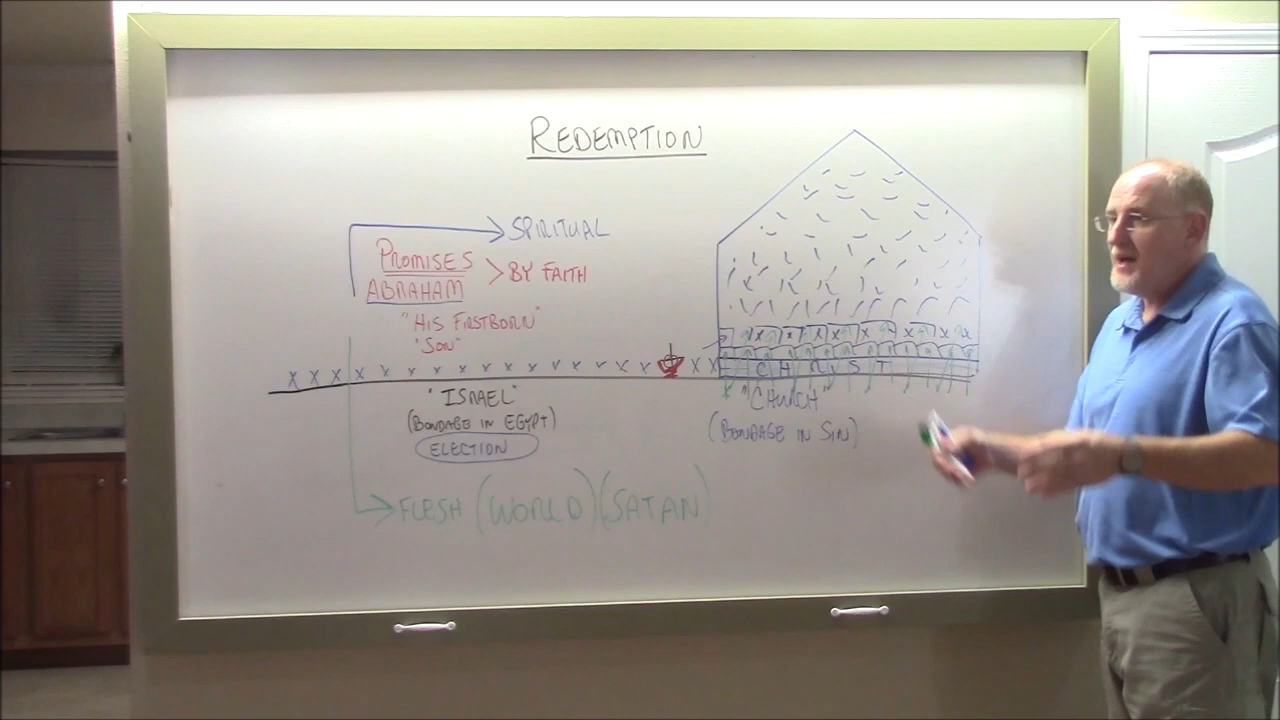 REDEMPTION
SPIRITUAL
PROMISES
ABRAHAM
> BY FAITH
"HIS FIRSTBORN"
"SON"
X X X X X X X X X X X X X X X X X X
"ISRAEL"
(BONDAGE IN EGYPT)
ELECTION
FLESH (WORLD) (SATAN)
X X X X X X X
CHRIST
"CHURCH"
(BONDAGE IN SIN)